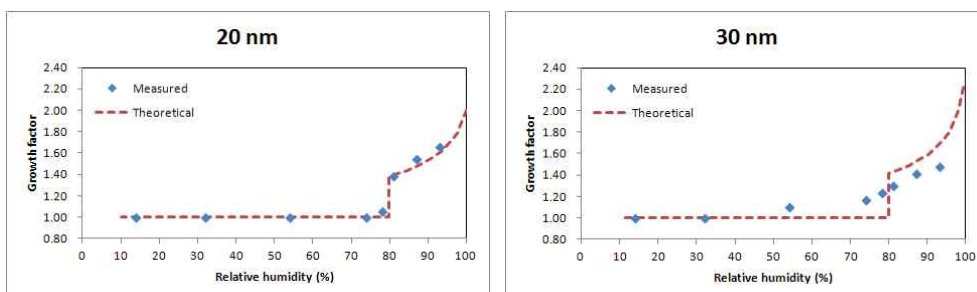 20 nm
2.40
2.20
2.00
1.80
1.60
1.40
1.20
1.00
0.80
Growth factor
Measured
Theoretical
0 10 20 30 40 50 60 70 80 90 100
Relative humidity (%)
30 nm
2.40
2.20
2.00
1.80
1.60
1.40
1.20
1.00
0.80
Growth factor
Measured
Theoretical
0 10 20 30 40 50 60 70 80 90 100
Relative humidity (%)